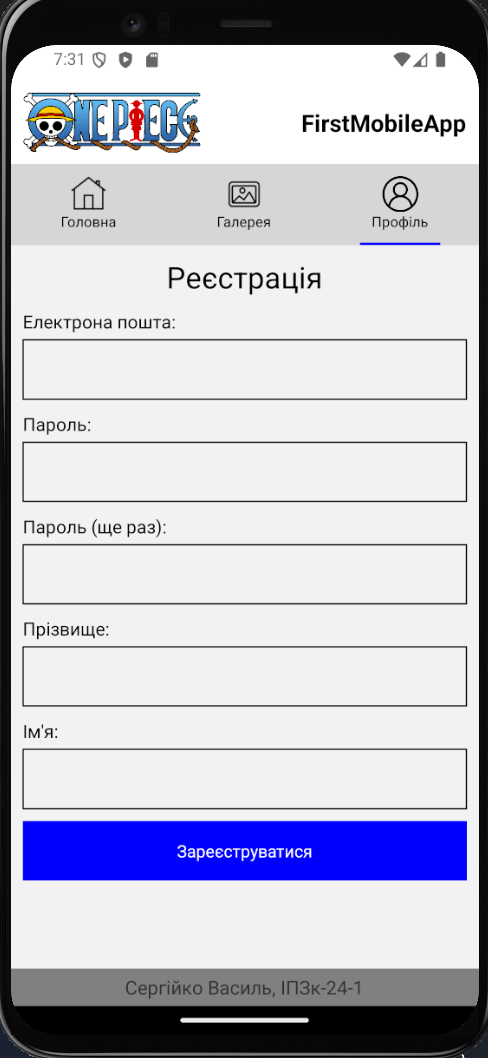 7:31
ONE PIECE
FirstMobileApp
Головна
Галерея
Профіль
Реєстрація
Електрона пошта:
Пароль:
Пароль (ще раз):
Прізвище:
Ім'я:
Зареєструватися
Сергійко Василь, ІПЗк-24-1